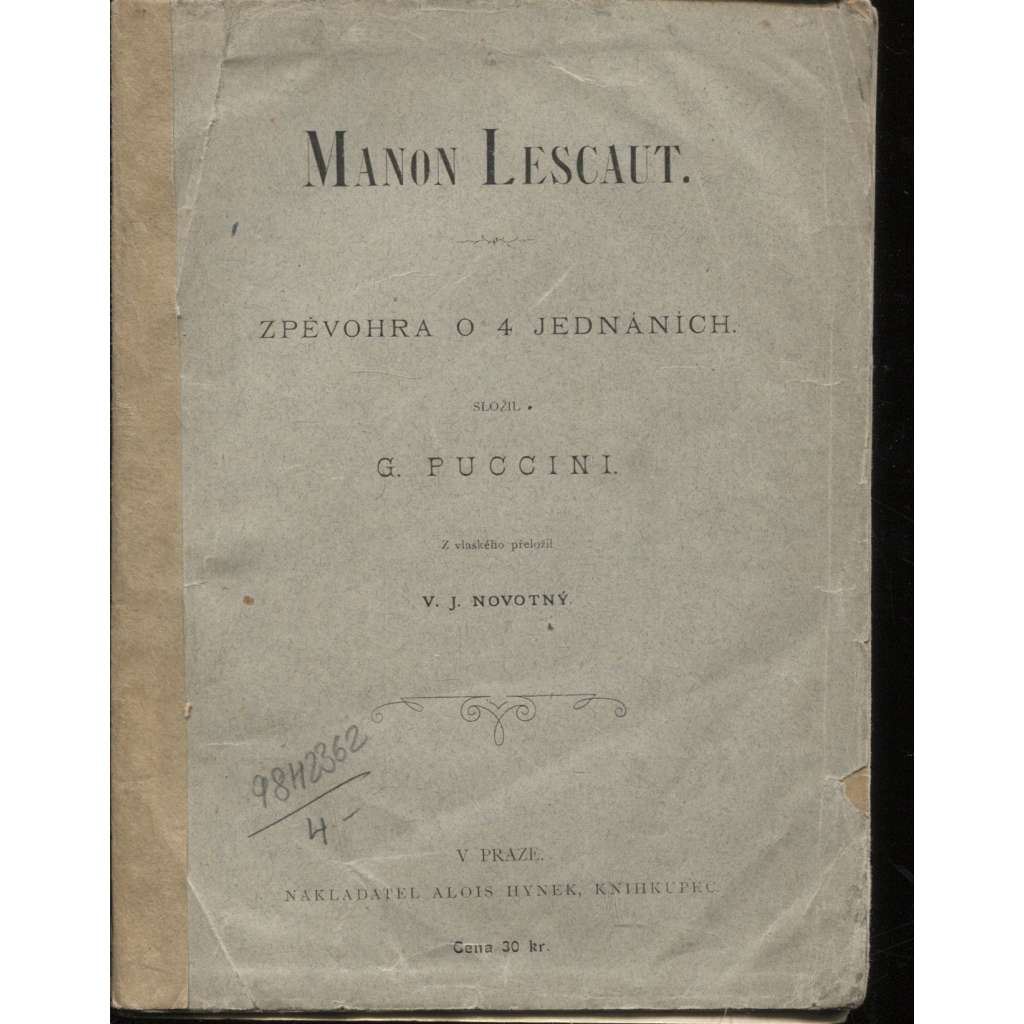 MANON LESCAUT.
ZPĚVOHRA O 4 JEDNÁNÍCH.
SLOŽIL
G. PUCCINI.
Z vlaského přeložil
V. J. NOVOTNÝ.
98H2362
4 -
V PRAZE.
NAKLADATEL ALOIS HYNEK, KNIHKUPEC.
Cena 30 kr.